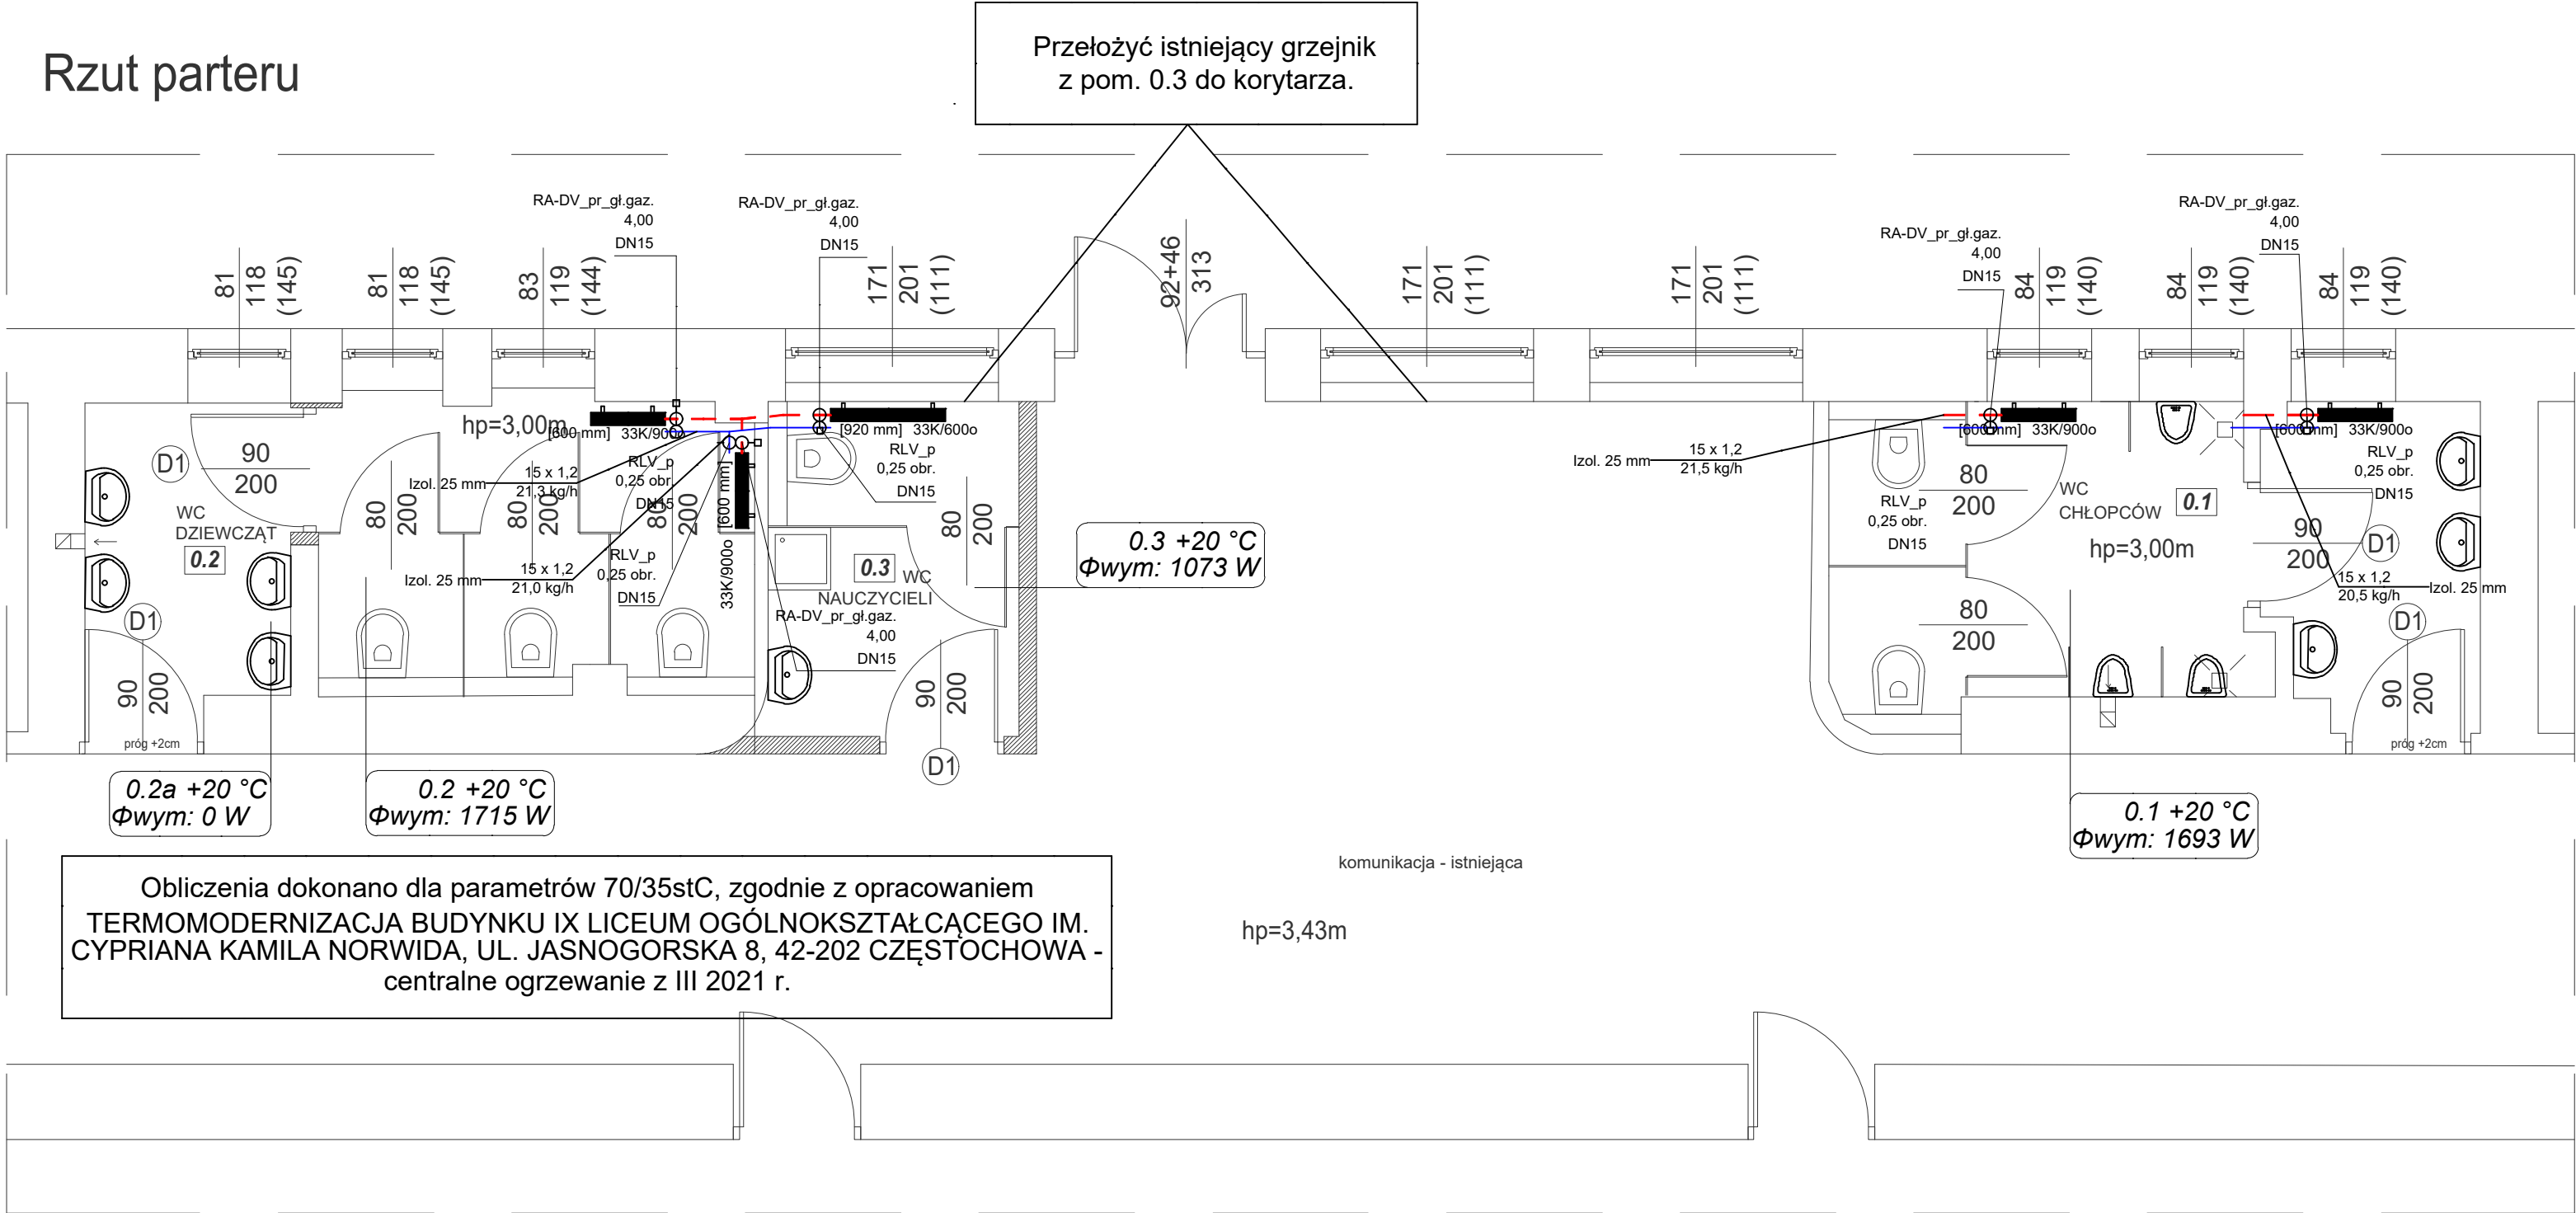 Rzut parteru
Przełożyć istniejący grzejnik
z pom. 0.3 do korytarza.
RA-DV_pr_gł.gaz.
4,00
DN15
RA-DV_pr_gł.gaz.
4,00
DN15
RA-DV_pr_gł.gaz.
4,00
DN15
RA-DV_pr_gł.gaz.
4,00
DN15
81
118
(145)
81
118
(145)
83
119
(144)
171
201
(111)
92+46
313
171
201
(111)
171
201
(111)
84
119
(140)
84
119
(140)
84
119
(140)
hp=3,00m
[600 mm] 33K/900o
[920 mm] 33K/600o
RLV_p
0,25 obr.
DN15
15 x 1,2
Izol. 25 mm
21,3 kg/h
RLV_p
0,25 obr.
DN15
[600 mm]
33K/900o
15 x 1,2
Izol. 25 mm
21,0 kg/h
RLV_p
0,25 obr.
DN15
D1
90
200
WC
DZIEWCZĄT
0.2
80
200
80
200
80
200
80
200
0.3
WC
NAUCZYCIELI
RA-DV_pr_gł.gaz.
4,00
DN15
0.3 +20 °C
Φwym: 1073 W
D1
90
200
próg +2cm
90
200
D1
0.2a +20 °C
Φwym: 0 W
0.2 +20 °C
Φwym: 1715 W
15 x 1,2
Izol. 25 mm
21,5 kg/h
[600 mm] 33K/900o
[600 mm] 33K/900o
RLV_p
0,25 obr.
DN15
RLV_p
0,25 obr.
DN15
80
200
WC
CHŁOPCÓW
0.1
hp=3,00m
90
200
D1
15 x 1,2
Izol. 25 mm
20,5 kg/h
80
200
D1
90
200
próg +2cm
0.1 +20 °C
Φwym: 1693 W
Obliczenia dokonano dla parametrów 70/35stC, zgodnie z opracowaniem
TERMOMODERNIZACJA BUDYNKU IX LICEUM OGÓLNOKSZTAŁCĄCEGO IM.
CYPRIANA KAMILA NORWIDA, UL. JASNOGORSKA 8, 42-202 CZĘSTOCHOWA -
centralne ogrzewanie z III 2021 r.
komunikacja - istniejąca
hp=3,43m